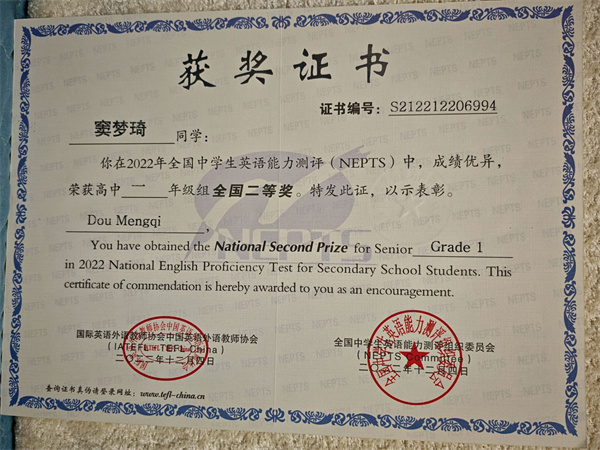 获奖证书
证书编号：S212212206994
窦梦琦同学：
你在2022年全国中学生英语能力测评（NEPTS）中，成绩优异，
荣获高中一年级组全国二等奖。特发此证，以示表彰。
Dou Mengqi,
You have obtained the National Second Prize for Senior Grade 1
in 2022 National English Proficiency Test for Secondary School Students. This
certificate of commendation is hereby awarded to you as an encouragement.
国际英语外语教师协会中国英语外语教师协会
(IATEFL TEFL China)
二〇二二年十二月四日
全国中学生英语能力测评组织委员会
(NEPTS Committee)
二〇二二年十二月四日
查询证书真伪请登录网址：www.tefl-china.cn
NEPTS